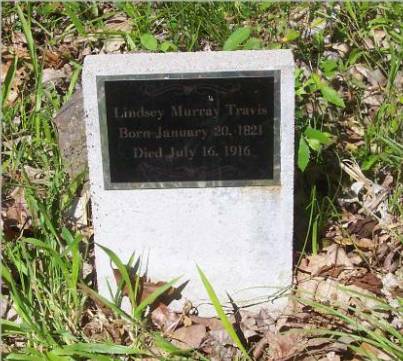 Lindsey Murray Travis
Born January 20, 1821
Died July 16, 1916